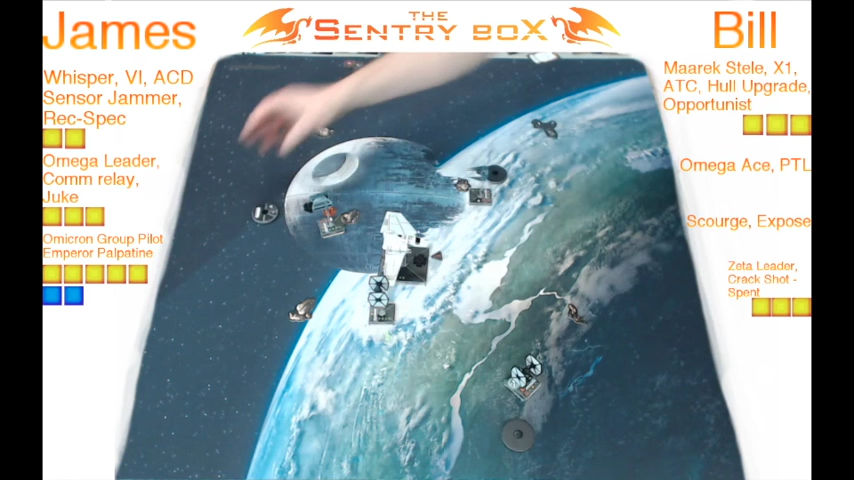 James
THE
SENTRY BOX
Bill
Whisper, VI, ACD
Sensor Jammer,
Rec-Spec
Omega Leader,
Comm relay,
Juke
Omicron Group Pilot
Emperor Palpatine
Maarek Stele, X1,
ATC, Hull Upgrade,
Opportunist
Omega Ace, PTL
Scourge, Expose
Zeta Leader,
Crack Shot -
Spent